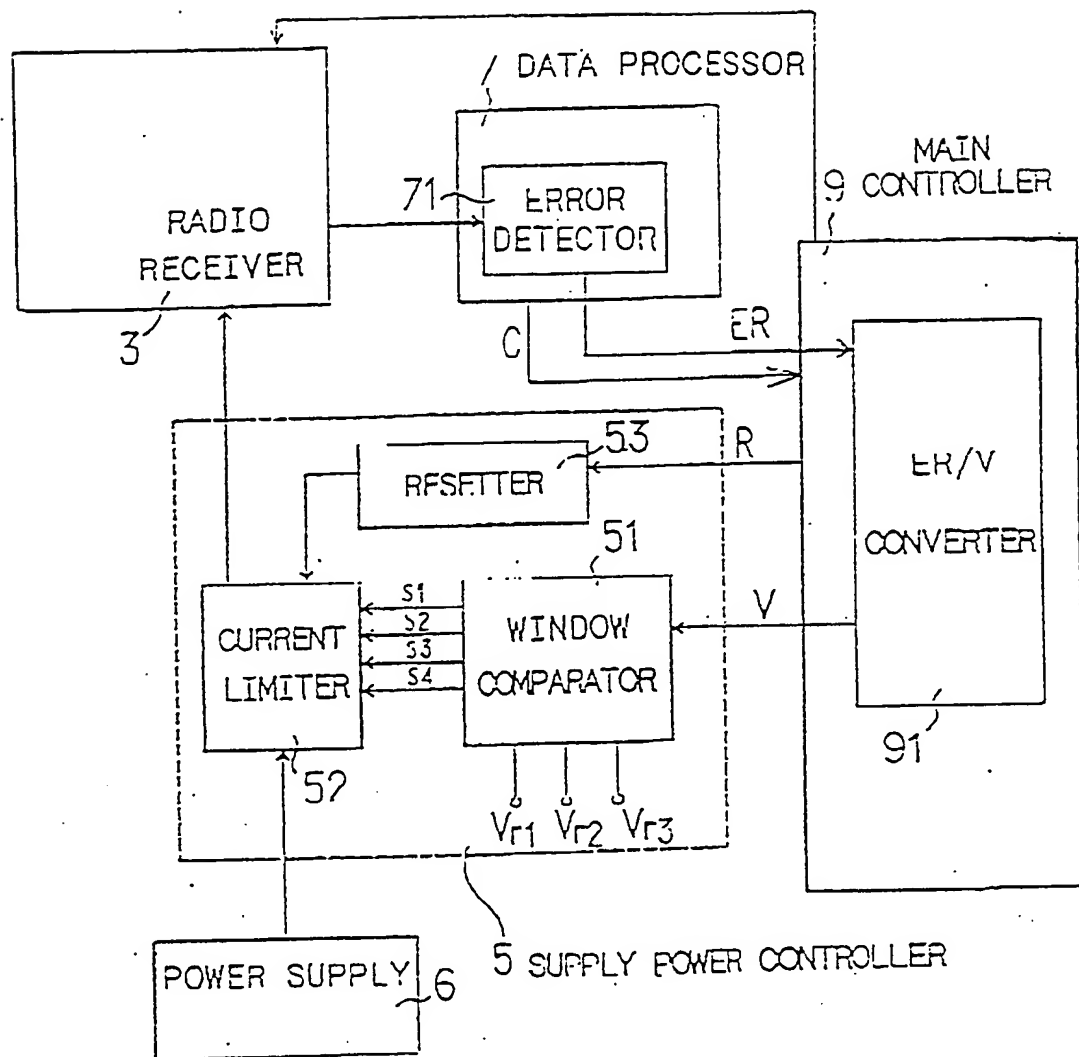 DATA PROCESSOR
MAIN
9 CONTROLLER
71
ERROR
DETECTOR
RADIO
RECEIVER
3
C
ER
53
R
RESETTER
ER/V
CONVERTER
51
S1
S2
S3
S4
CURRENT
LIMITER
WINDOW
COMPARATOR
V
91
52
Vr1 Vr2 Vr3
5 SUPPLY POWER CONTROLLER
POWER SUPPLY
6